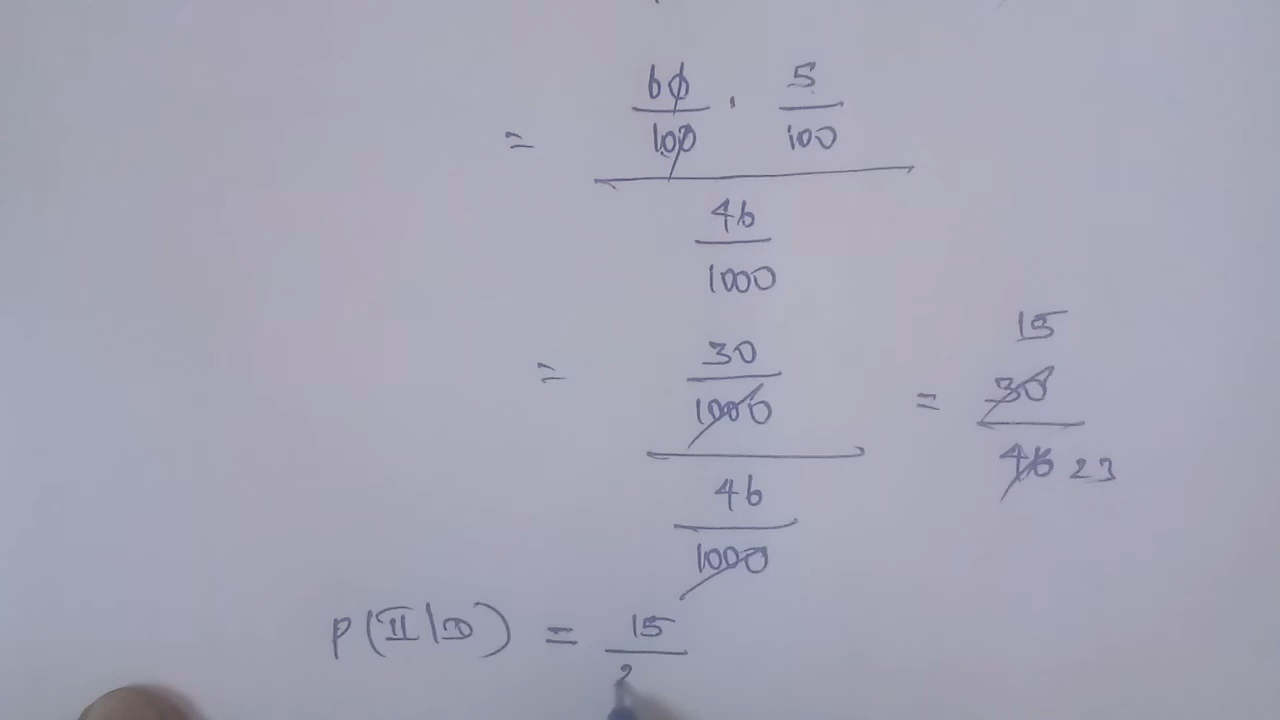 60/100 . 5/100
=
46/1000
30/1000
= = 15 30/46 23
46/1000
P(II|D) = 15/2